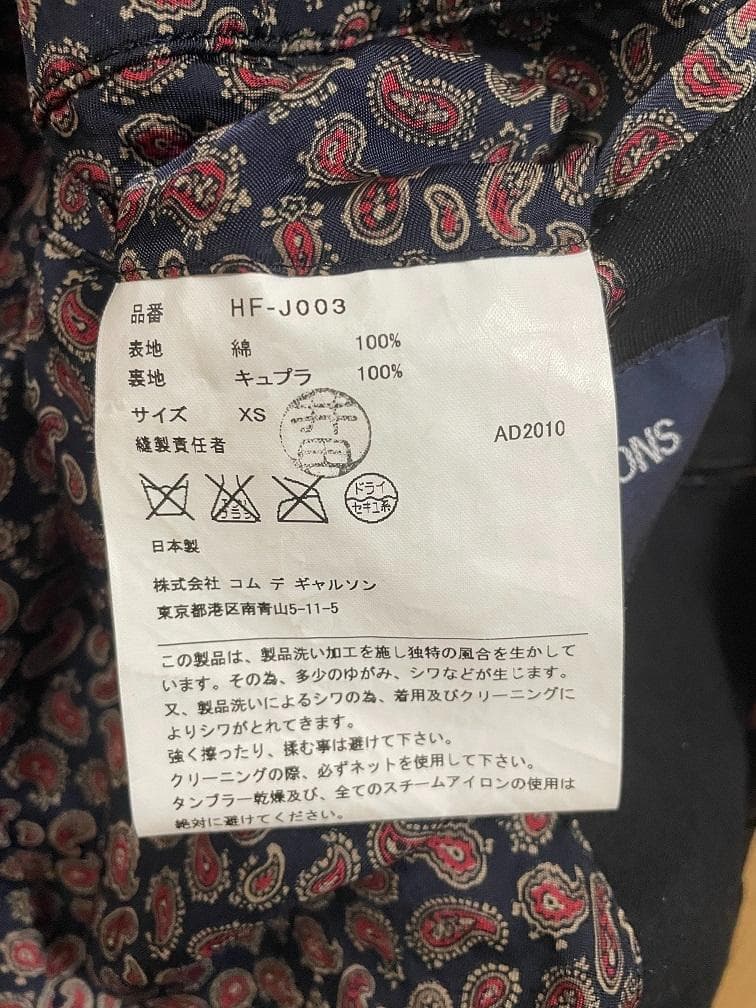 品番 HF-J003
表地 綿 100%
裏地 キュプラ 100%
サイズ XS
縫製責任者
AD2010
ドライ
セキユ系
日本製
株式会社 コム デ ギャルソン
東京都港区南青山5-11-5
この製品は、製品洗い加工を施し独特の風合を生かして
います。その為、多少のゆがみ、シワなどが生じます。
又、製品洗いによるシワの為、着用及びクリーニングに
よりシワがとれてきます。
強く擦ったり、揉む事は避けて下さい。
クリーニングの際、必ずネットを使用して下さい。
タンブラー乾燥及び、全てのスチームアイロンの使用は
絶対に避けてください。
ONS